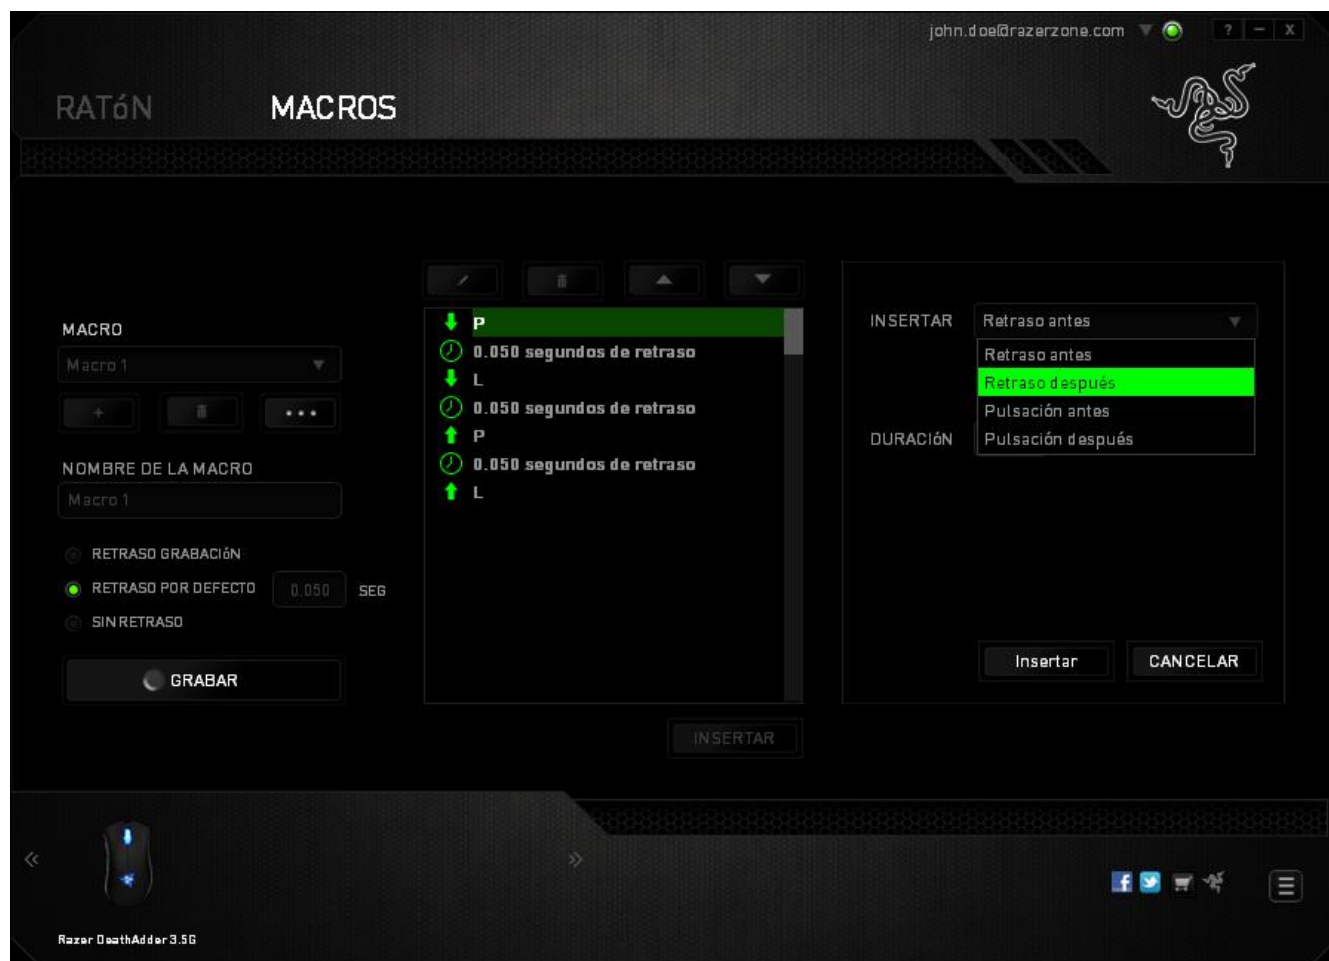 john.doe@razerzone.com
? – X
RATóN
MACROS
MACRO
Macro 1
+
...
NOMBRE DE LA MACRO
Macro 1
RETRASO GRABACIóN
RETRASO POR DEFECTO 0.050 SEG
SIN RETRASO
GRABAR
P
0.050 segundos de retraso
L
0.050 segundos de retraso
P
0.050 segundos de retraso
L
INSERTAR
INSERTAR Retraso antes
Retraso antes
Retraso después
Pulsación antes
Pulsación después
DURACIóN
Insertar
CANCELAR
Razer DeathAdder 3.5G